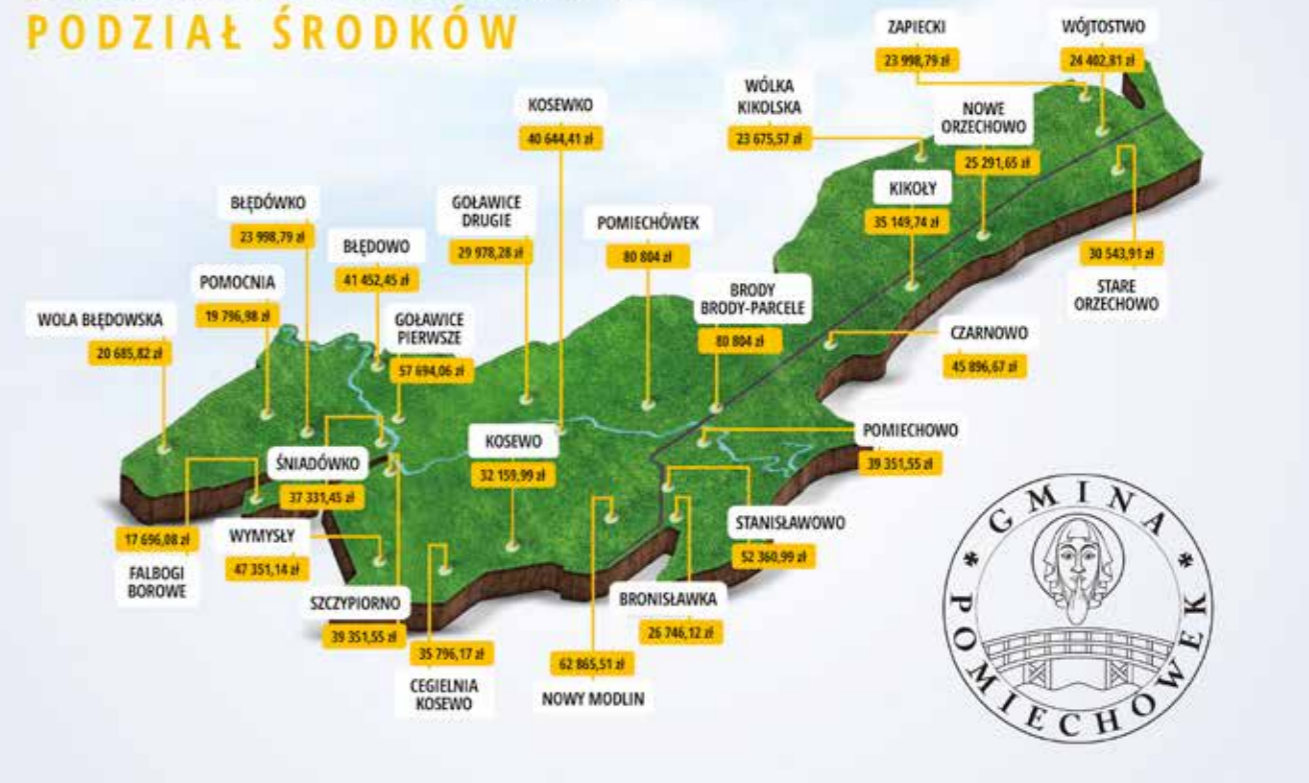 PODZIAŁ ŚRODKÓW
ZAPIECKI
23 998,79 zł
WÓJTOSTWO
24 402,81 zł
WÓLKA
KIKOLSKA
23 675,57 zł
NOWE
ORZECHOWO
25 291,65 zł
KOSEWKO
40 644,41 zł
KIKOŁY
35 149,74 zł
BŁĘDÓWKO
23 998,79 zł
GOŁAWICE
DRUGIE
29 978,28 zł
POMIECHÓWEK
80 804 zł
BŁĘDOWO
41 452,45 zł
30 543,91 zł
STARE
ORZECHOWO
POMOCNIA
19 796,98 zł
BRODY
BRODY-PARCELE
80 804 zł
WOLA BŁĘDOWSKA
20 685,82 zł
GOŁAWICE
PIERWSZE
57 694,06 zł
CZARNOWO
45 896,67 zł
POMIECHOWO
39 351,55 zł
KOSEWO
32 159,99 zł
ŚNIADÓWKO
37 331,45 zł
17 696,08 zł
FALBOGI
BOROWE
WYMYSŁY
47 351,14 zł
STANISŁAWOWO
52 360,99 zł
SZCZYPIORNO
39 351,55 zł
BRONISŁAWKA
26 746,12 zł
35 796,17 zł
CEGIELNIA
KOSEWO
62 865,51 zł
NOWY MODLIN
GMINA
POMIECHÓWEK